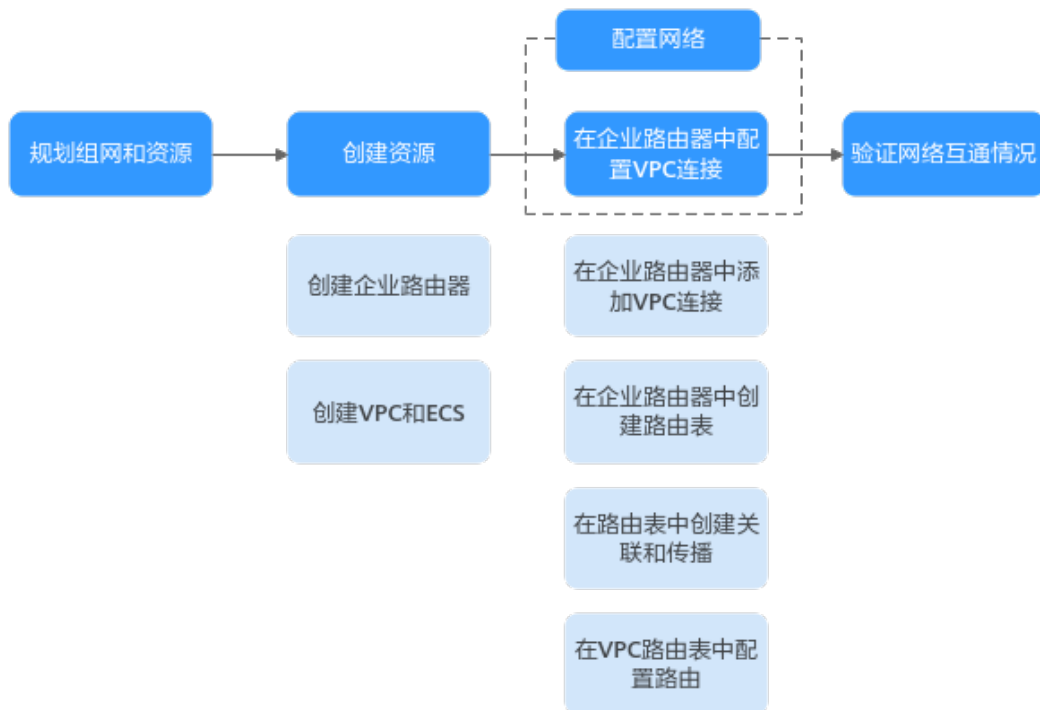 配置网络
规划组网和资源
创建资源
在企业路由器中配
置VPC连接
验证网络互通情况
创建企业路由器
创建VPC和ECS
在企业路由器中添
加VPC连接
在企业路由器中创
建路由表
在路由表中创建关
联和传播
在VPC路由表中配
置路由